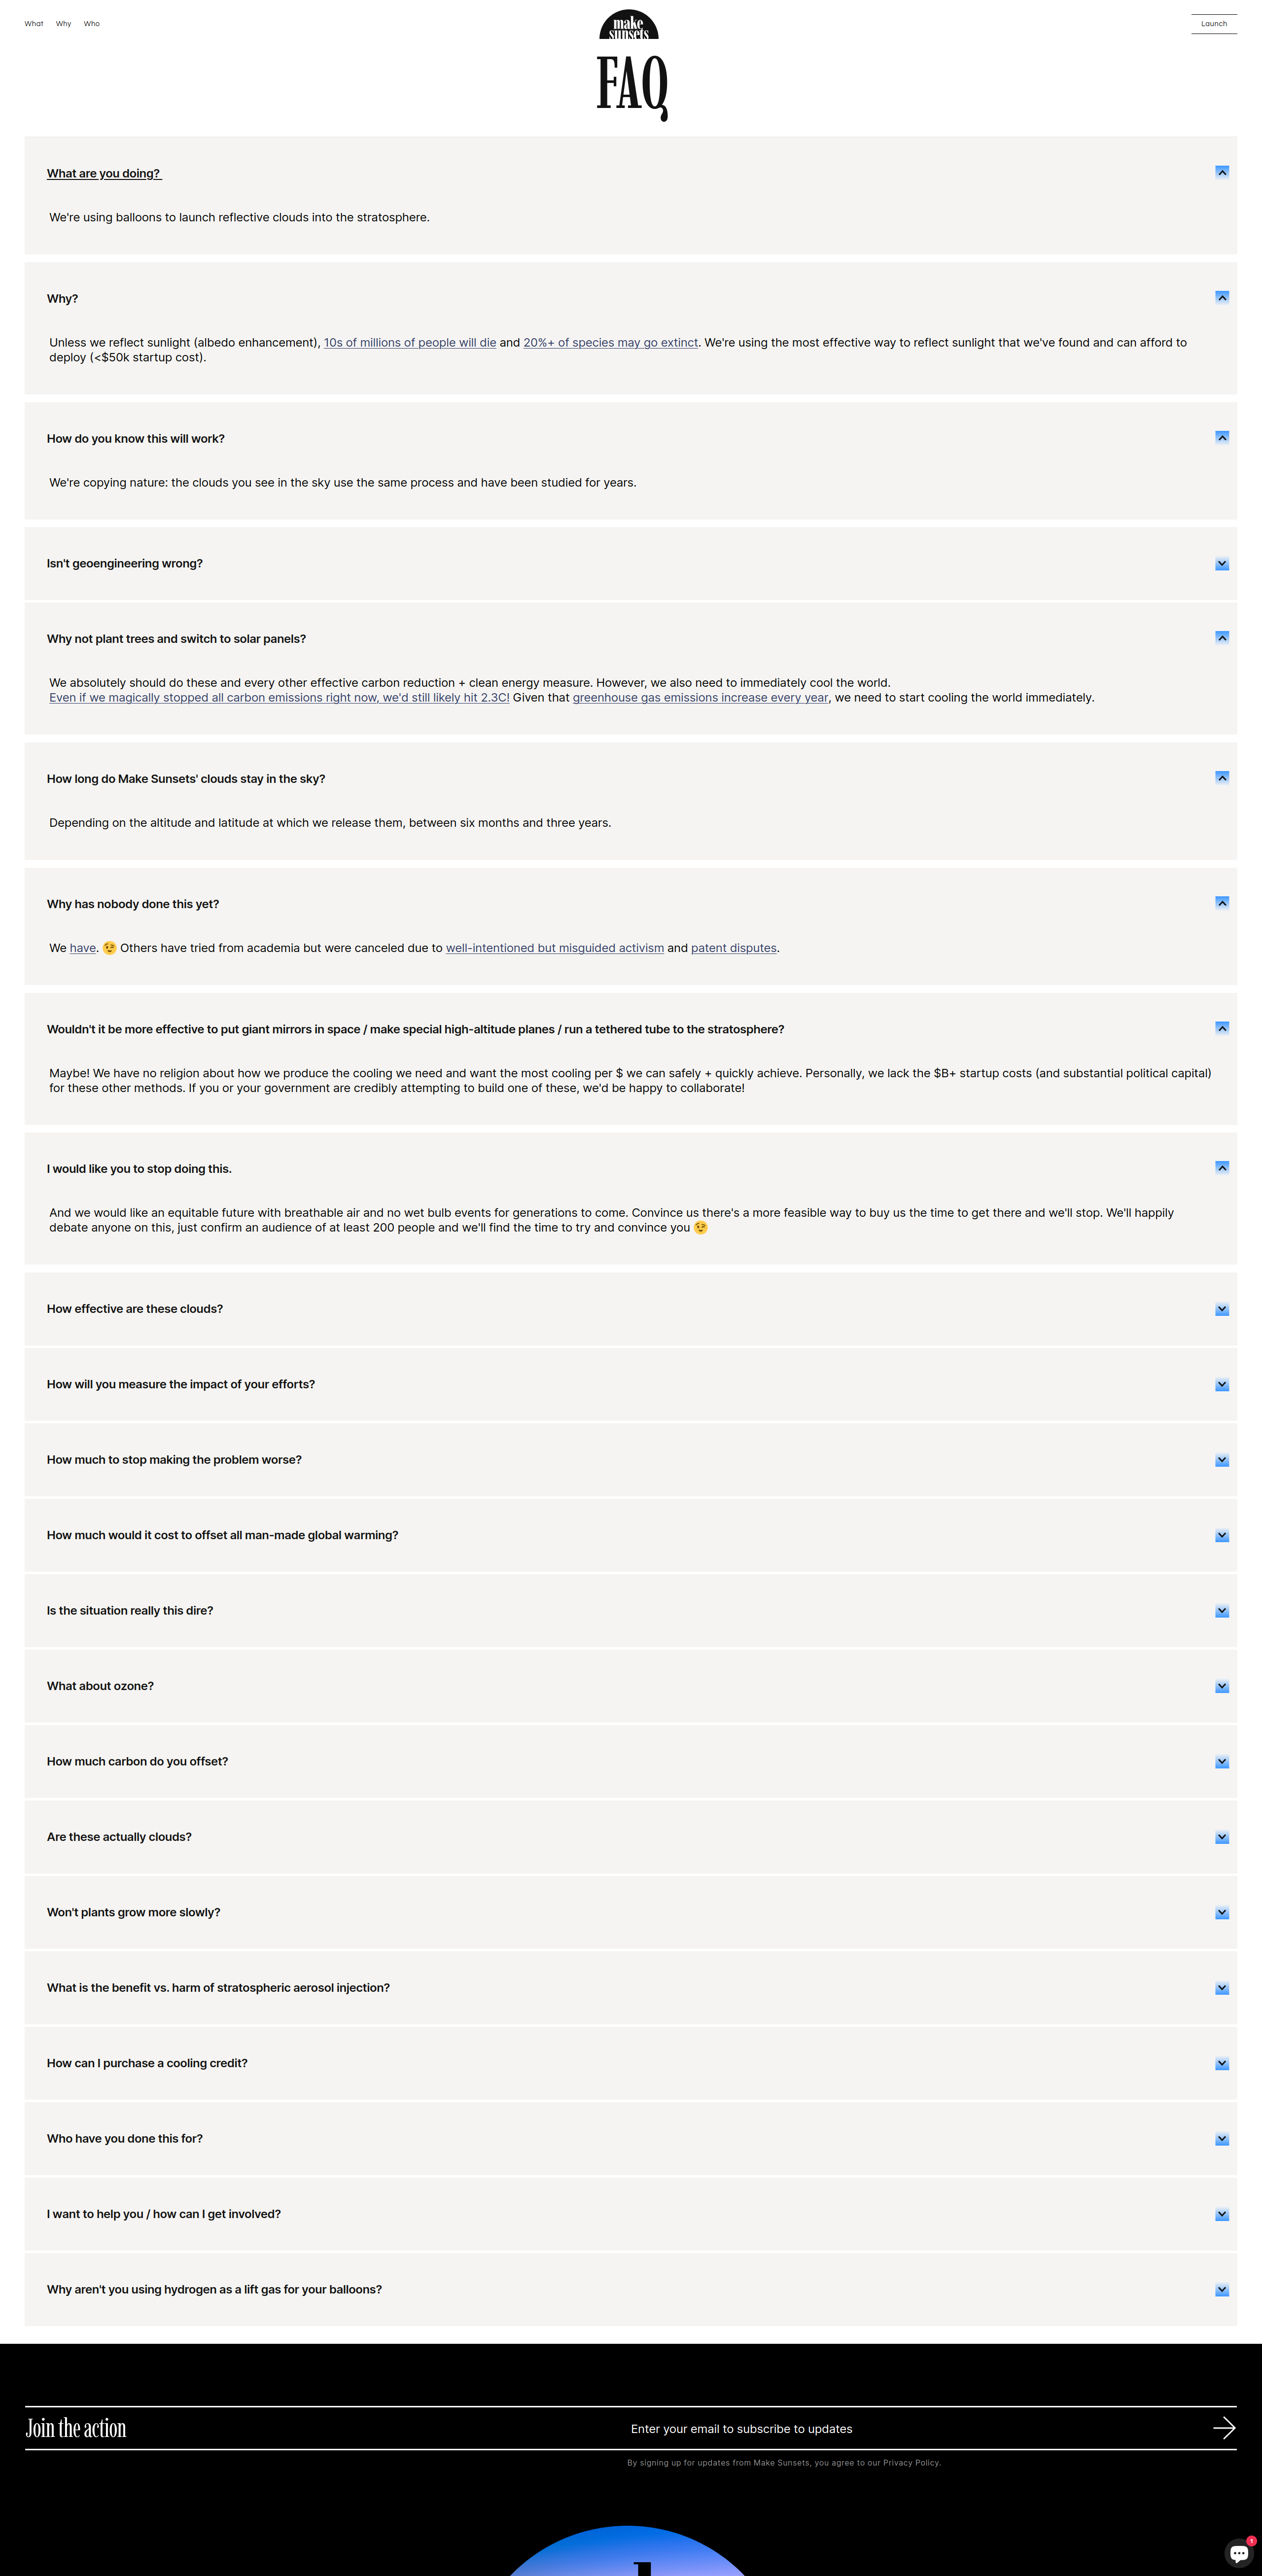 What Why Who
make
sunsets
Launch
FAQ
What are you doing?
We're using balloons to launch reflective clouds into the stratosphere.
Why?
Unless we reflect sunlight (albedo enhancement), 10s of millions of people will die and 20%+ of species may go extinct. We're using the most effective way to reflect sunlight that we've found and can afford to
deploy (<$50k startup cost).
How do you know this will work?
We're copying nature: the clouds you see in the sky use the same process and have been studied for years.
Isn't geoengineering wrong?
Why not plant trees and switch to solar panels?
We absolutely should do these and every other effective carbon reduction + clean energy measure. However, we also need to immediately cool the world.
Even if we magically stopped all carbon emissions right now, we'd still likely hit 2.3C! Given that greenhouse gas emissions increase every year, we need to start cooling the world immediately.
How long do Make Sunsets' clouds stay in the sky?
Depending on the altitude and latitude at which we release them, between six months and three years.
Why has nobody done this yet?
We have. 😉 Others have tried from academia but were canceled due to well-intentioned but misguided activism and patent disputes.
Wouldn't it be more effective to put giant mirrors in space / make special high-altitude planes / run a tethered tube to the stratosphere?
Maybe! We have no religion about how we produce the cooling we need and want the most cooling per $ we can safely + quickly achieve. Personally, we lack the $B+ startup costs (and substantial political capital)
for these other methods. If you or your government are credibly attempting to build one of these, we'd be happy to collaborate!
I would like you to stop doing this.
And we would like an equitable future with breathable air and no wet bulb events for generations to come. Convince us there's a more feasible way to buy us the time to get there and we'll stop. We'll happily
debate anyone on this, just confirm an audience of at least 200 people and we'll find the time to try and convince you 😉
How effective are these clouds?
How will you measure the impact of your efforts?
How much to stop making the problem worse?
How much would it cost to offset all man-made global warming?
Is the situation really this dire?
What about ozone?
How much carbon do you offset?
Are these actually clouds?
Won't plants grow more slowly?
What is the benefit vs. harm of stratospheric aerosol injection?
How can I purchase a cooling credit?
Who have you done this for?
I want to help you / how can I get involved?
Why aren't you using hydrogen as a lift gas for your balloons?
Join the action
Enter your email to subscribe to updates
By signing up for updates from Make Sunsets, you agree to our Privacy Policy.
1